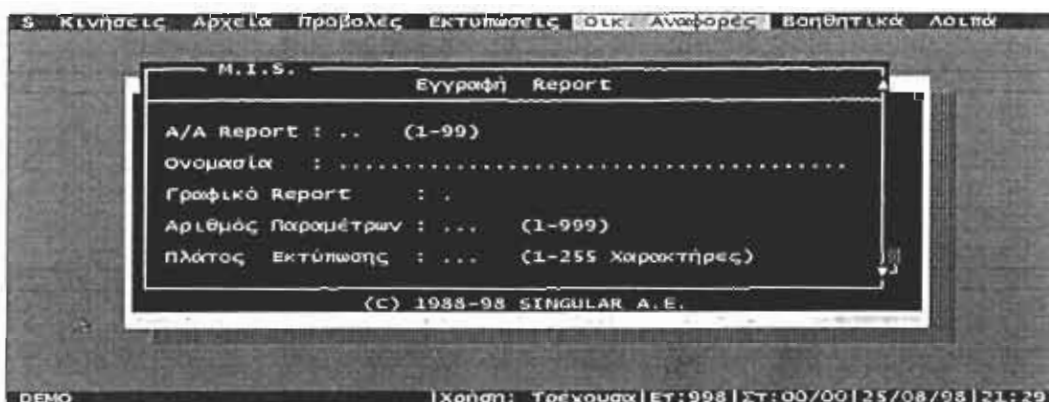 S Κινήσεις Αρχεία Προβολές Εκτυπώσεις Οικ. Αναφορές Βοηθητικά Λοιπά
M.I.S.
Εγγραφή Report
Α/Α Report : .. (1-99)
Ονομασία : .......................................
Γραφικό Report : .
Αριθμός Παραμέτρων : ... (1-999)
Πλάτος Εκτύπωσης : ... (1-255 Χαρακτήρες)
(C) 1988-98 SINGULAR A.E.
DEMO |Χρήση: Τρέχουσα|Ετ:998|Στ:00/00|25/08/98|21:29